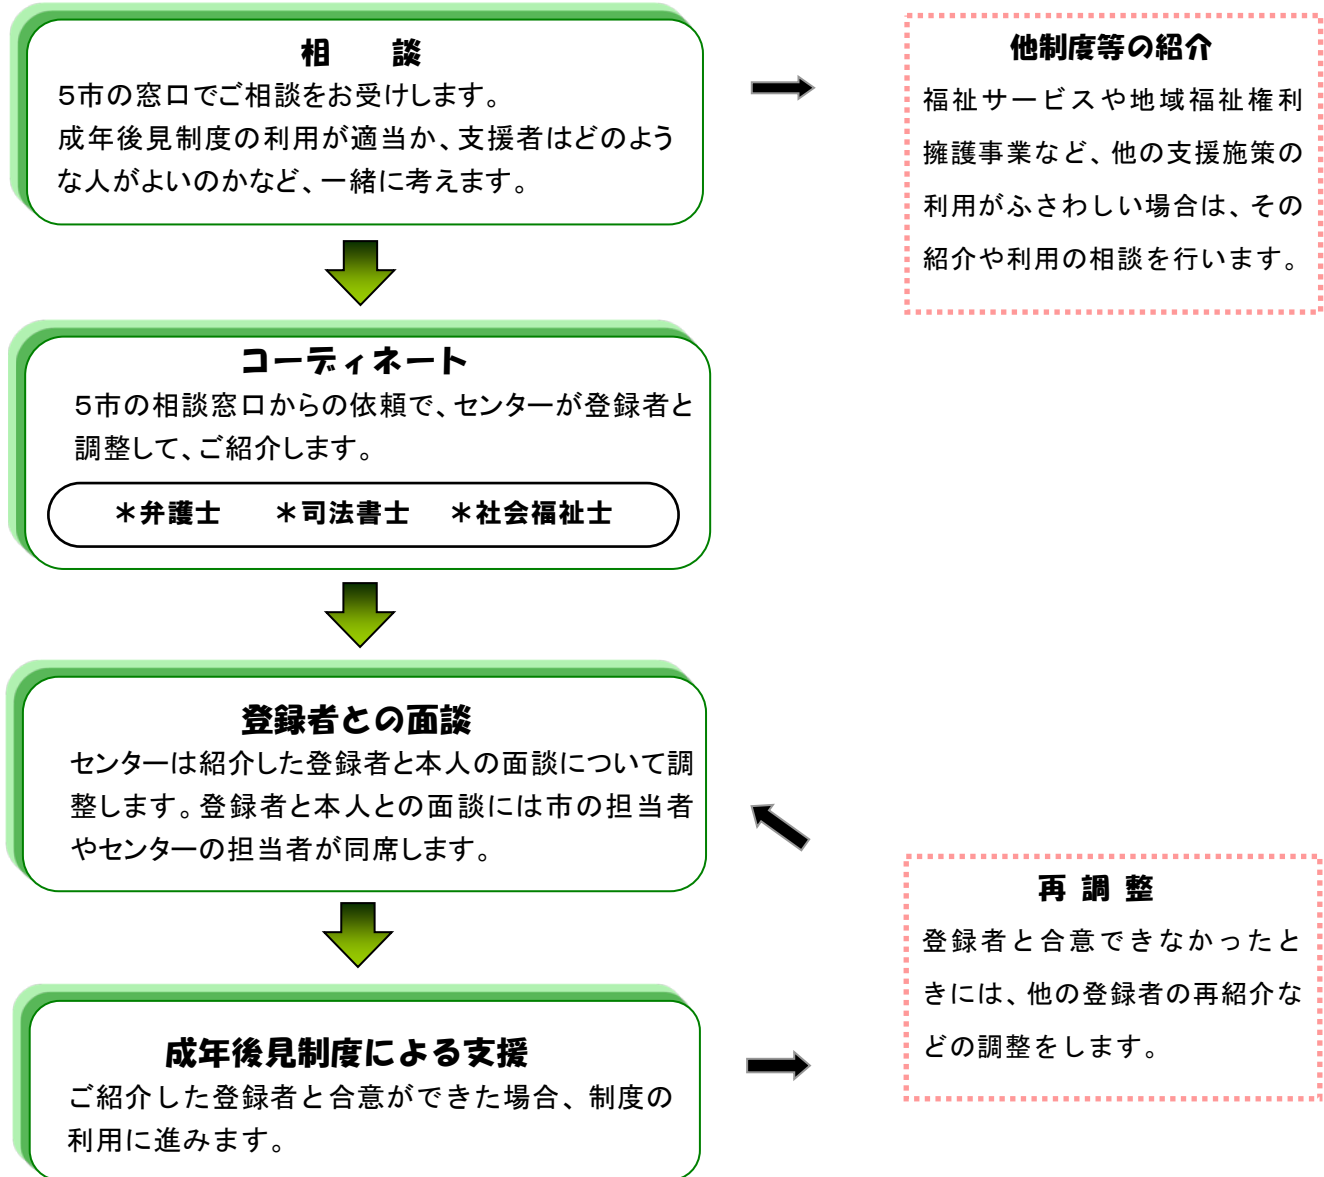 相　談
５市の窓口でご相談をお受けします。
成年後見制度の利用が適当か、支援者はどのよう
な人がよいのかなど、一緒に考えます。
他制度等の紹介
福祉サービスや地域福祉権利
擁護事業など、他の支援施策の
利用がふさわしい場合は、その
紹介や利用の相談を行います。
コーディネート
５市の相談窓口からの依頼で、センターが登録者と
調整して、ご紹介します。
＊弁護士　＊司法書士　＊社会福祉士
登録者との面談
センターは紹介した登録者と本人の面談について調
整します。登録者と本人との面談には市の担当者
やセンターの担当者が同席します。
再 調 整
登録者と合意できなかったと
きには、他の登録者の再紹介な
どの調整をします。
成年後見制度による支援
ご紹介した登録者と合意ができた場合、制度の
利用に進みます。